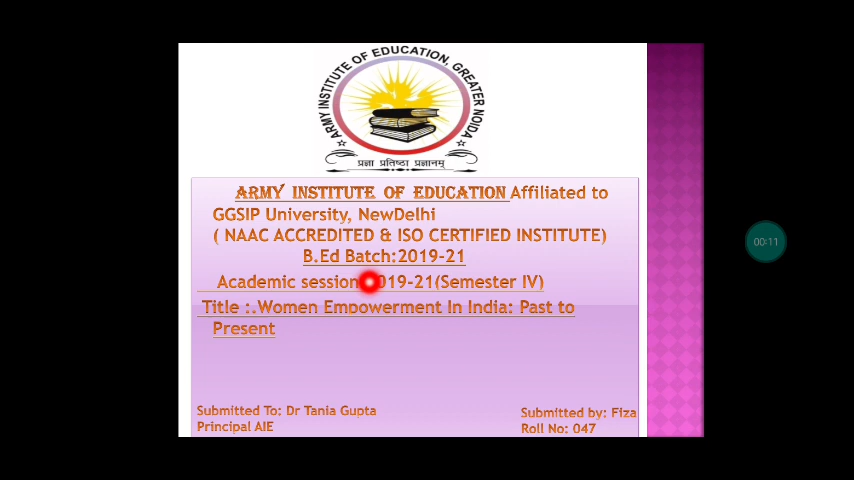 ARMY INSTITUTE OF EDUCATION, GREATER NOIDA
प्रज्ञा प्रतिष्ठा प्रज्ञानम्
ARMY INSTITUTE OF EDUCATION Affiliated to
GGSIP University, NewDelhi
( NAAC ACCREDITED & ISO CERTIFIED INSTITUTE)
B.Ed Batch:2019-21
Academic session 019-21(Semester IV)
Title :.Women Empowerment In India: Past to
Present
Submitted To: Dr Tania Gupta
Principal AIE
Submitted by: Fiza
Roll No: 047
00:11